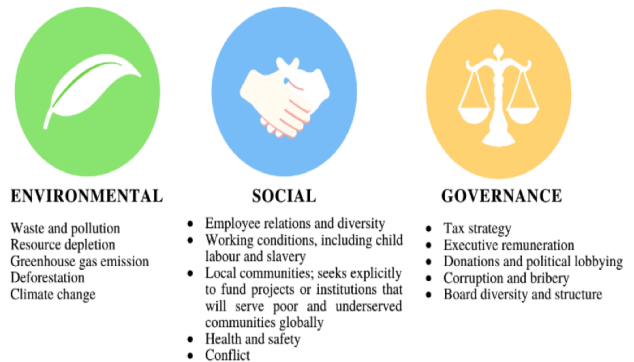 ENVIRONMENTAL
Waste and pollution
Resource depletion
Greenhouse gas emission
Deforestation
Climate change
SOCIAL
• Employee relations and diversity
• Working conditions, including child
labour and slavery
• Local communities; seeks explicitly
to fund projects or institutions that
will serve poor and underserved
communities globally
• Health and safety
• Conflict
GOVERNANCE
• Tax strategy
• Executive remuneration
• Donations and political lobbying
• Corruption and bribery
• Board diversity and structure